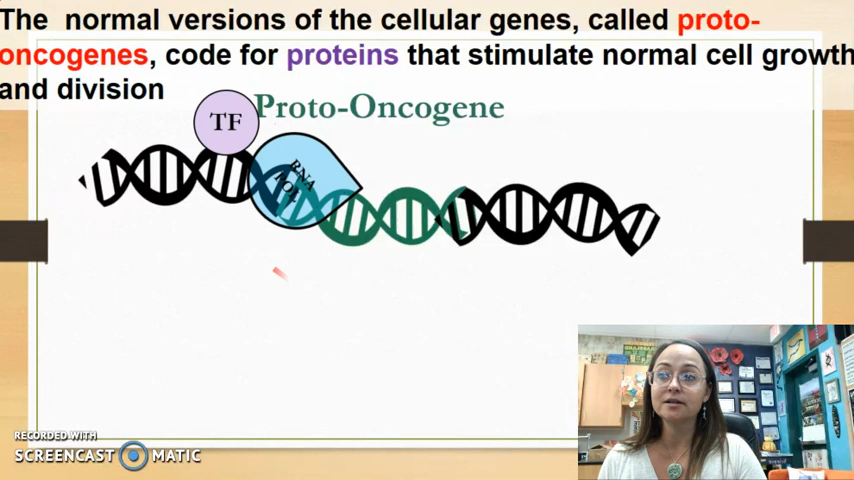 The normal versions of the cellular genes, called proto-
oncogenes, code for proteins that stimulate normal cell growth
and division
Proto-Oncogene
TF
RNA
POL
RECORDED WITH
SCREENCAST MATIC